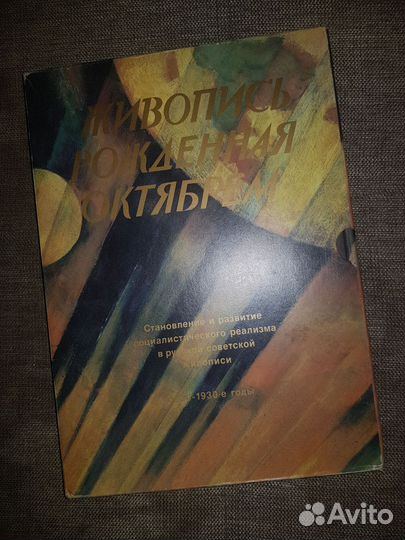 ЖИВОПИСЬ,
РОЖДЕННАЯ
ОКТЯБРЕМ
Становление и развитие
социалистического реализма
в русской советской
живописи
-1930-е годы
Avito